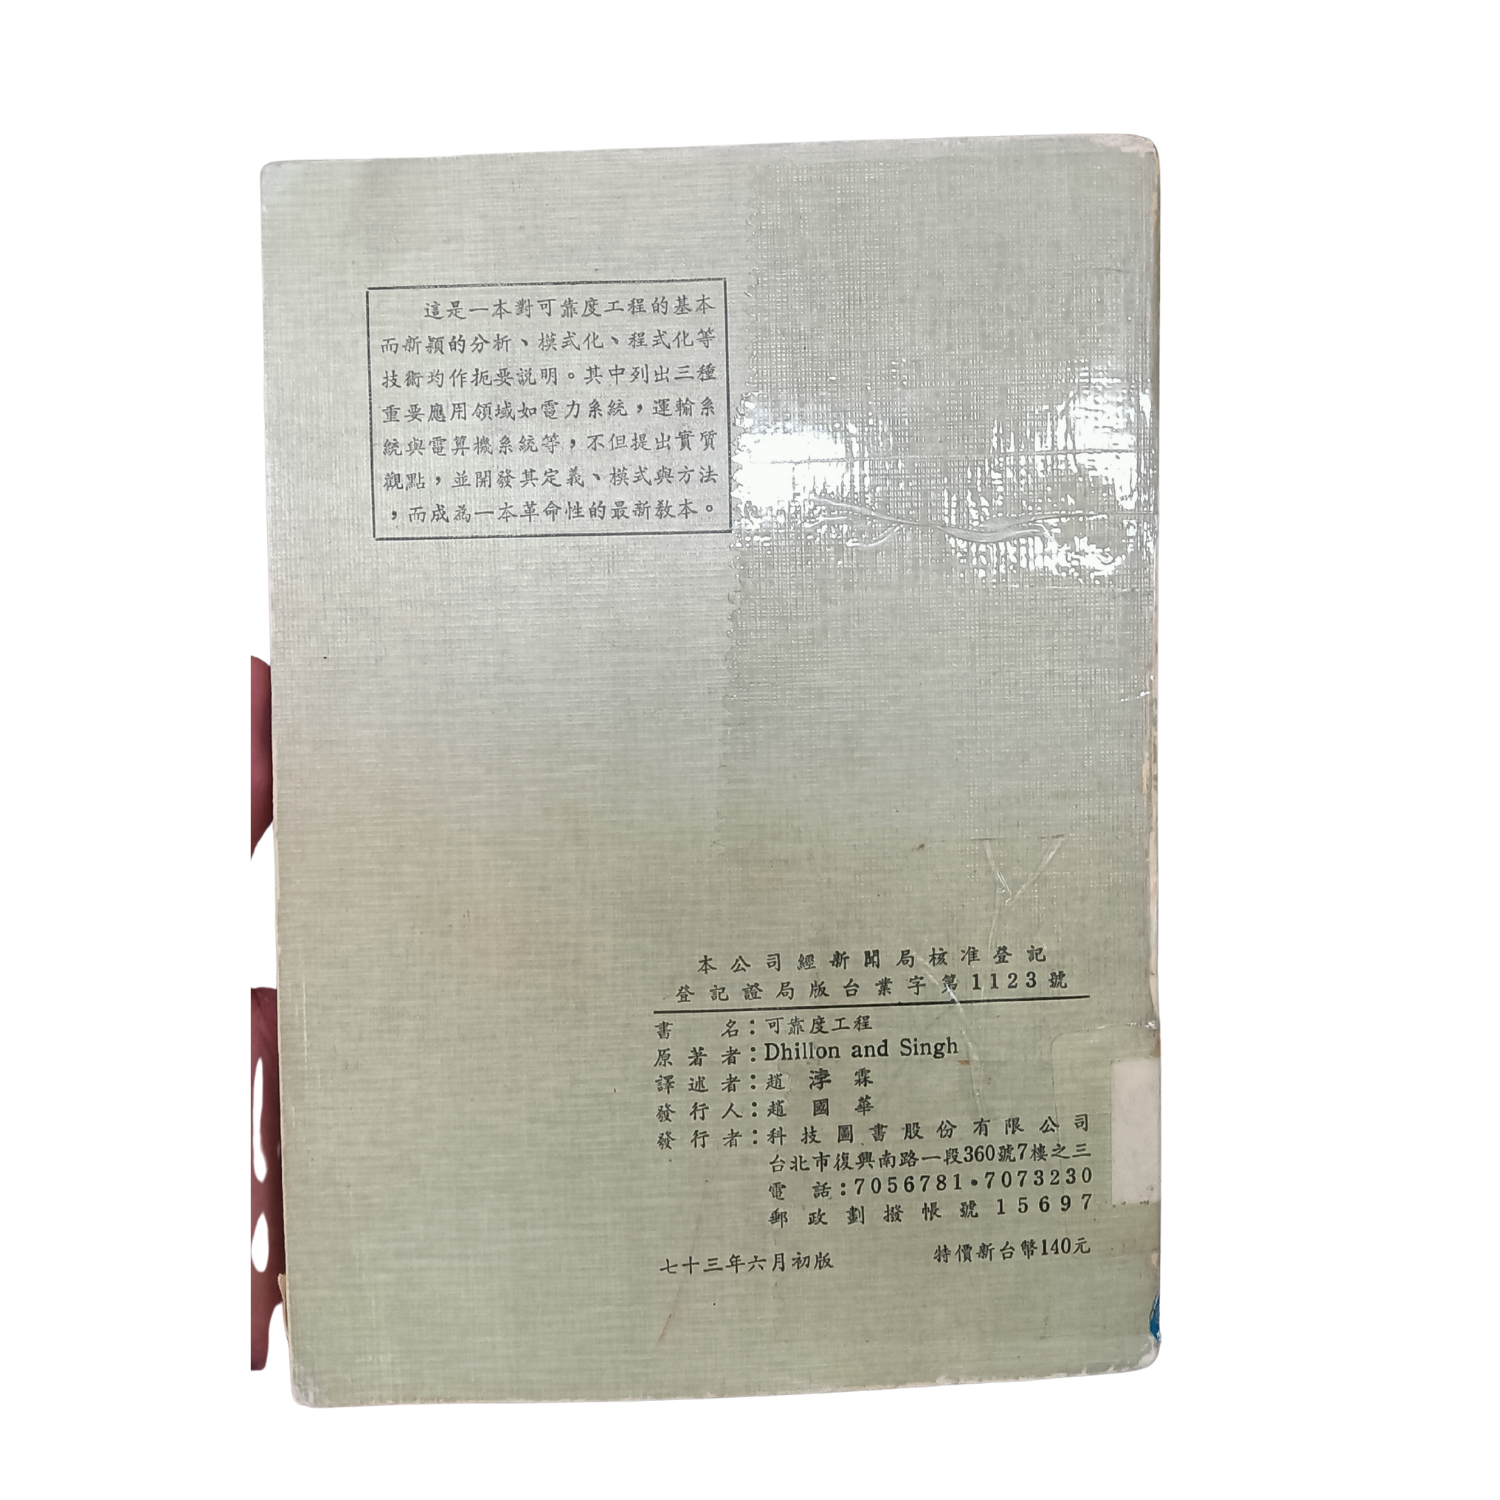 這是一本對可靠度工程的基本
而新穎的分析、模式化、程式化等
技術均作扼要說明。其中列出三種
重要應用領域如電力系統，運輸系
統與電算機系統等，不但提出實質
觀點，並開發其定義、模式與方法
，而成為一本革命性的最新教本。
本公司經新聞局核准登記
登記證局版台業字第1123號
書名：可靠度工程
原著者：Dhillon and Singh
譯述者：趙浡霖
發行人：趙國華
發行者：科技圖書股份有限公司
台北市復興南路一段360號7樓之三
電話：7056781•7073230
郵政劃撥帳號15697
七十三年六月初版 特價新台幣140元